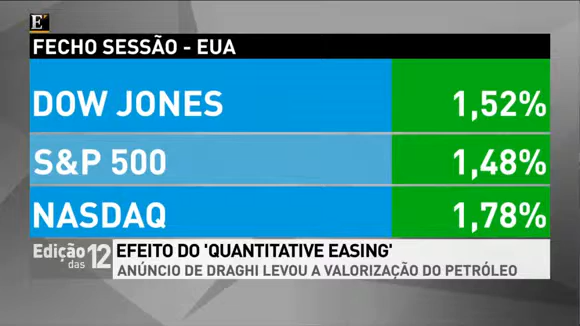 E
FECHO SESSÃO - EUA
DOW JONES 1,52%
S&P 500 1,48%
NASDAQ 1,78%
Edição das 12
EFEITO DO 'QUANTITATIVE EASING'
ANÚNCIO DE DRAGHI LEVOU A VALORIZAÇÃO DO PETRÓLEO